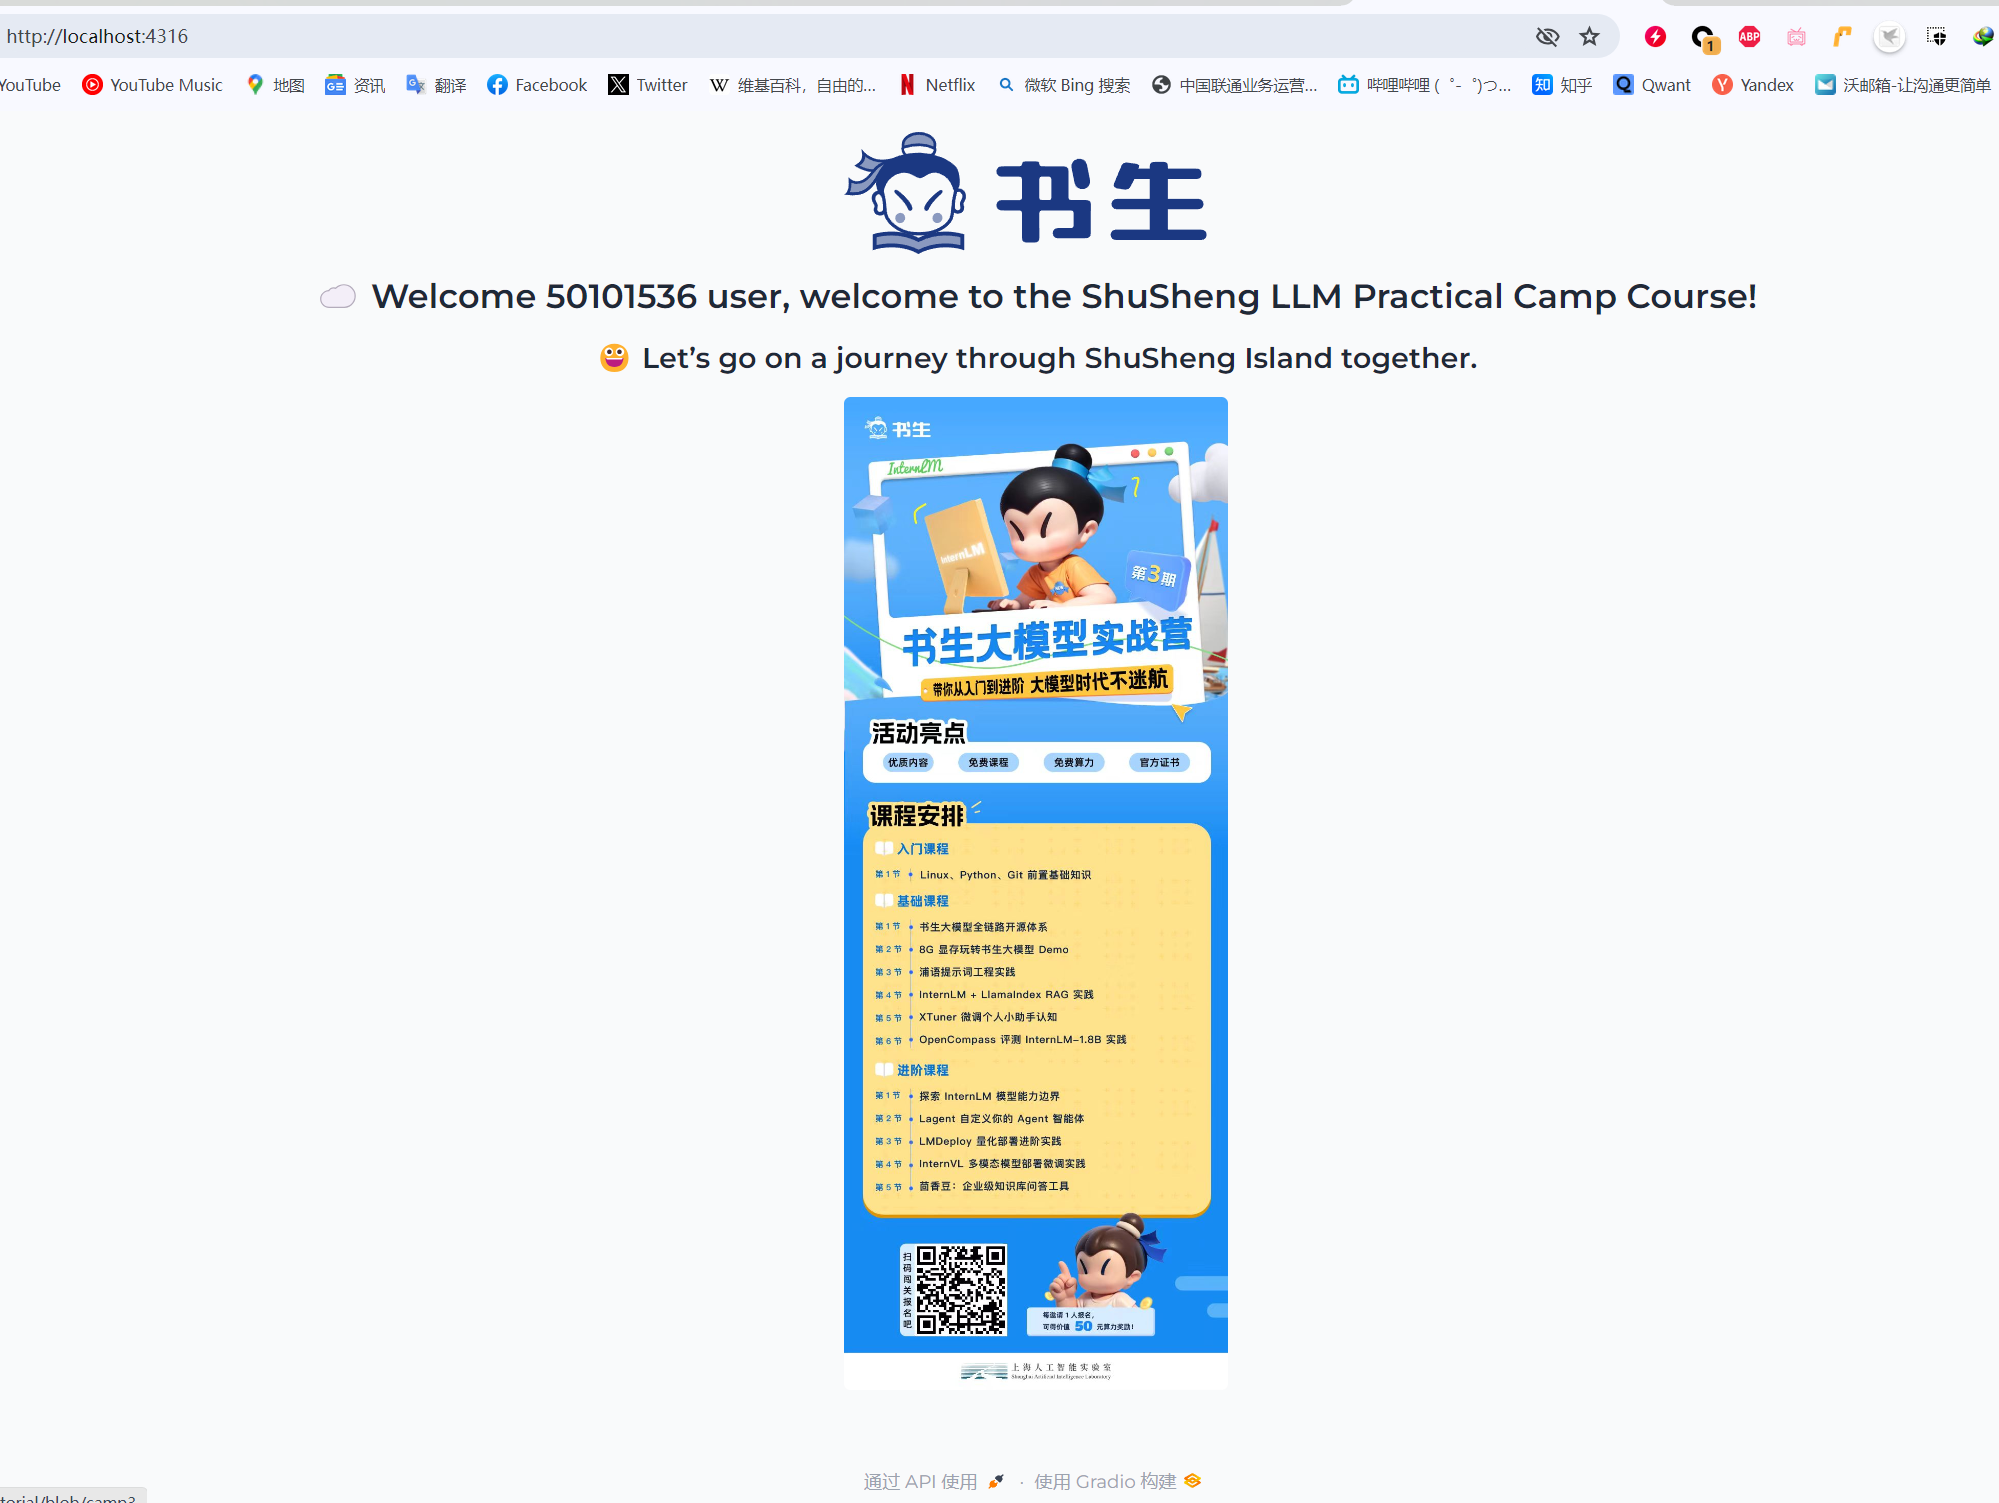 http://localhost:4316
1
ABP
YouTube YouTube Music 地图 资讯 翻译 Facebook Twitter 维基百科，自由的... Netflix 微软 Bing 搜索 中国联通业务运营... 哔哩哔哩 (゜-゜)つ... 知乎 Qwant Yandex 沃邮箱-让沟通更简单
书生
Welcome 50101536 user, welcome to the ShuSheng LLM Practical Camp Course!
Let’s go on a journey through ShuSheng Island together.
书生
InternLM
InternLM
第3期
书生大模型实战营
带你从入门到进阶 大模型时代不迷航
活动亮点
优质内容 免费课程 免费算力 官方证书
课程安排
入门课程
第1节 Linux、Python、Git 前置基础知识
基础课程
第1节 书生大模型全链路开源体系
第2节 8G 显存玩转书生大模型 Demo
第3节 浦语提示词工程实践
第4节 InternLM + LlamaIndex RAG 实践
第5节 XTuner 微调个人小助手认知
第6节 OpenCompass 评测 InternLM-1.8B 实践
进阶课程
第1节 探索 InternLM 模型能力边界
第2节 Lagent 自定义你的 Agent 智能体
第3节 LMDeploy 量化部署进阶实践
第4节 InternVL 多模态模型部署微调实践
第5节 茴香豆：企业级知识库问答工具
扫码闯关报名吧
每邀请 1 人报名，
可得价值 50 元算力奖励！
上海人工智能实验室
Shanghai Artificial Intelligence Laboratory
通过 API 使用 · 使用 Gradio 构建
torial/blob/camp3